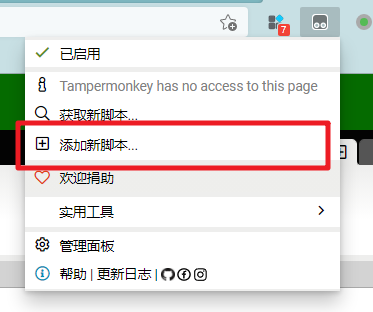 7
已启用
Tampermonkey has no access to this page
获取新脚本...
添加新脚本...
欢迎捐助
实用工具
管理面板
帮助 | 更新日志 |